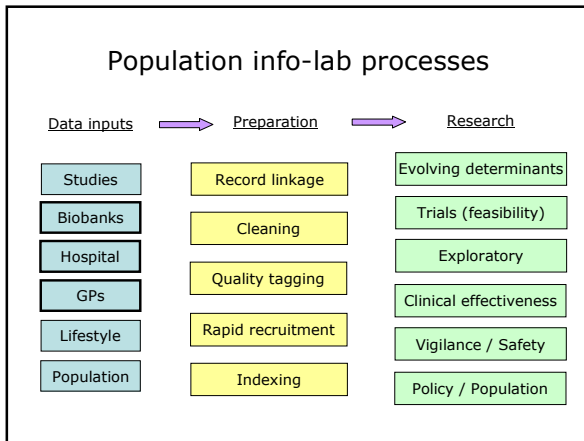 Population info-lab processes
Data inputs
Preparation
Research
Studies
Biobanks
Hospital
GPs
Lifestyle
Population
Record linkage
Cleaning
Quality tagging
Rapid recruitment
Indexing
Evolving determinants
Trials (feasibility)
Exploratory
Clinical effectiveness
Vigilance / Safety
Policy / Population